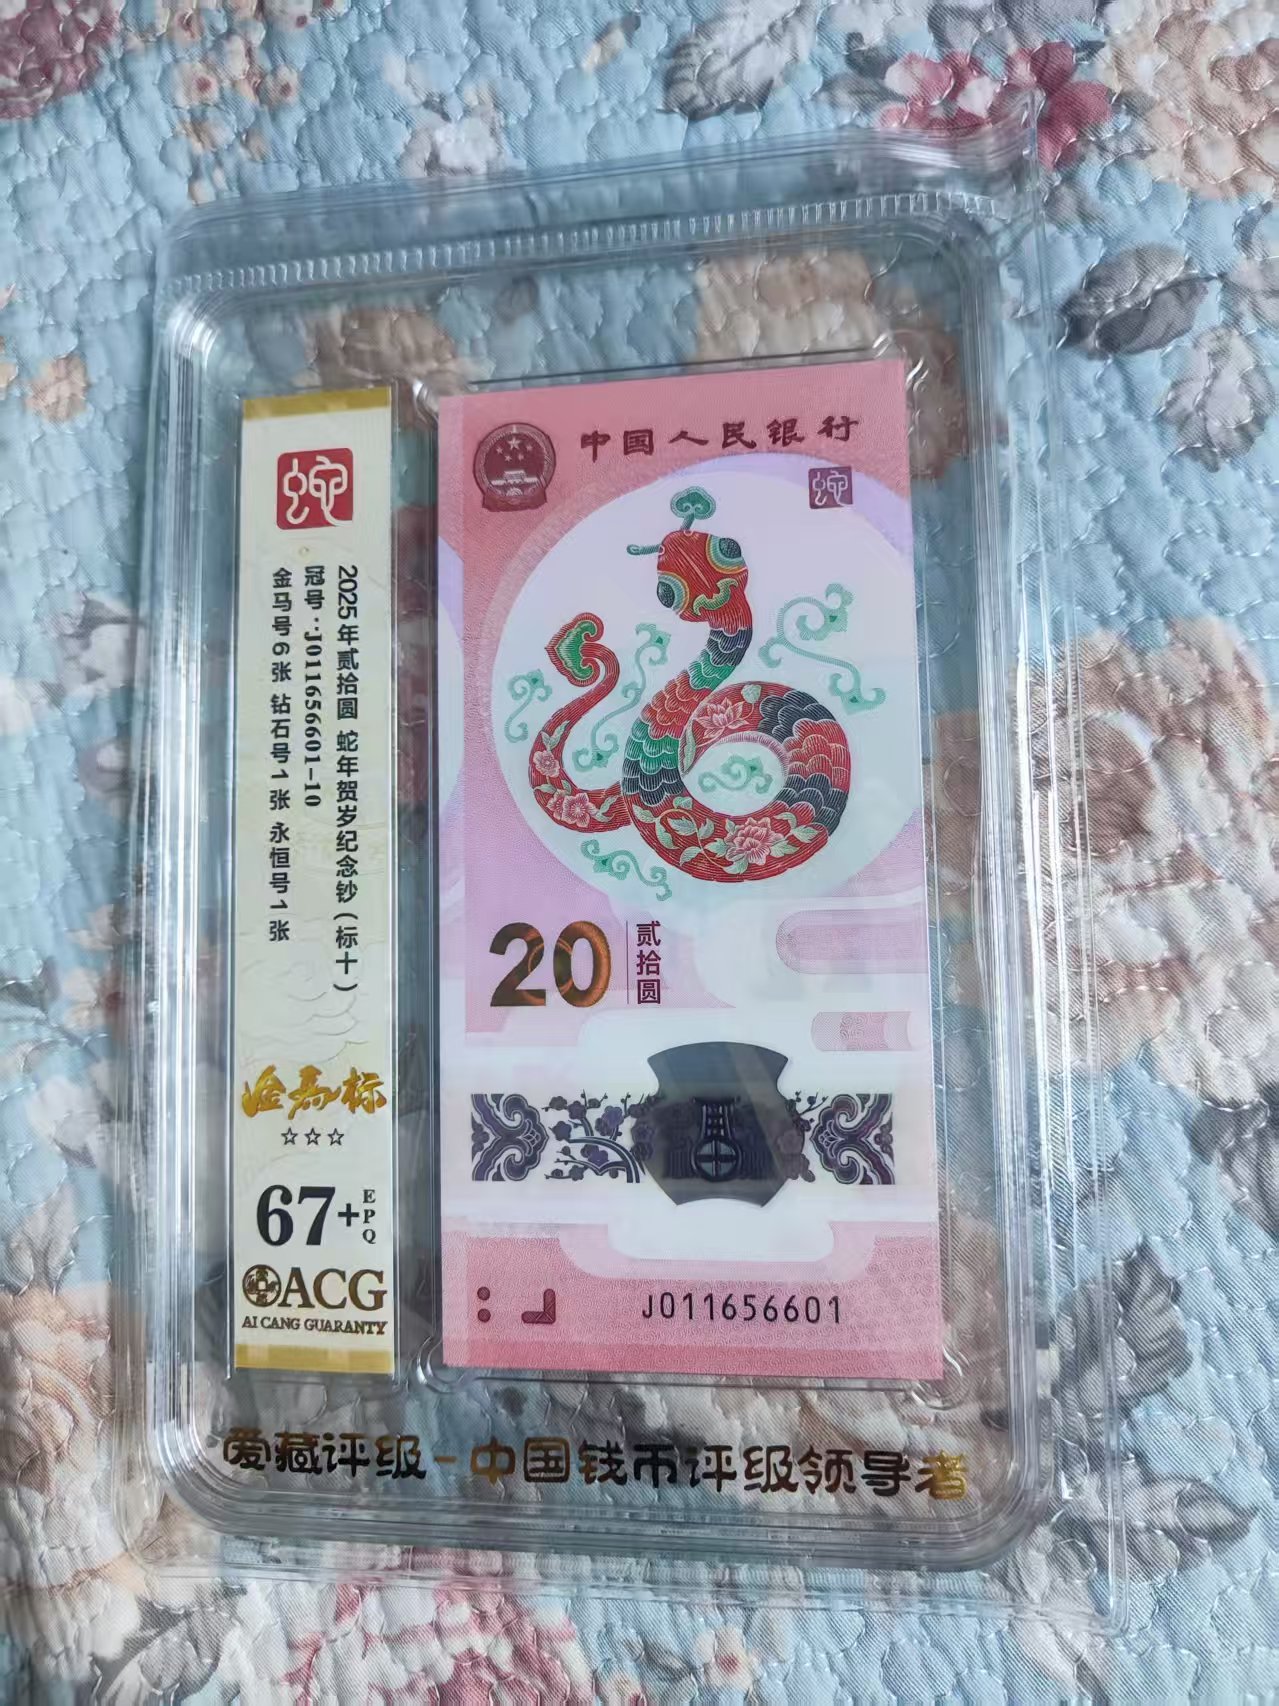 蛇
2025年贰拾圆 蛇年贺岁纪念钞(标十)
冠号:J011656601-10
金马号6张 钻石号1张 永恒号1张
金马标
☆☆☆
67+EPQ
ACG
AI CANG GUARANTY
中国人民银行
蛇
20 贰拾圆
J011656601
爱藏评级-中国钱币评级领导者